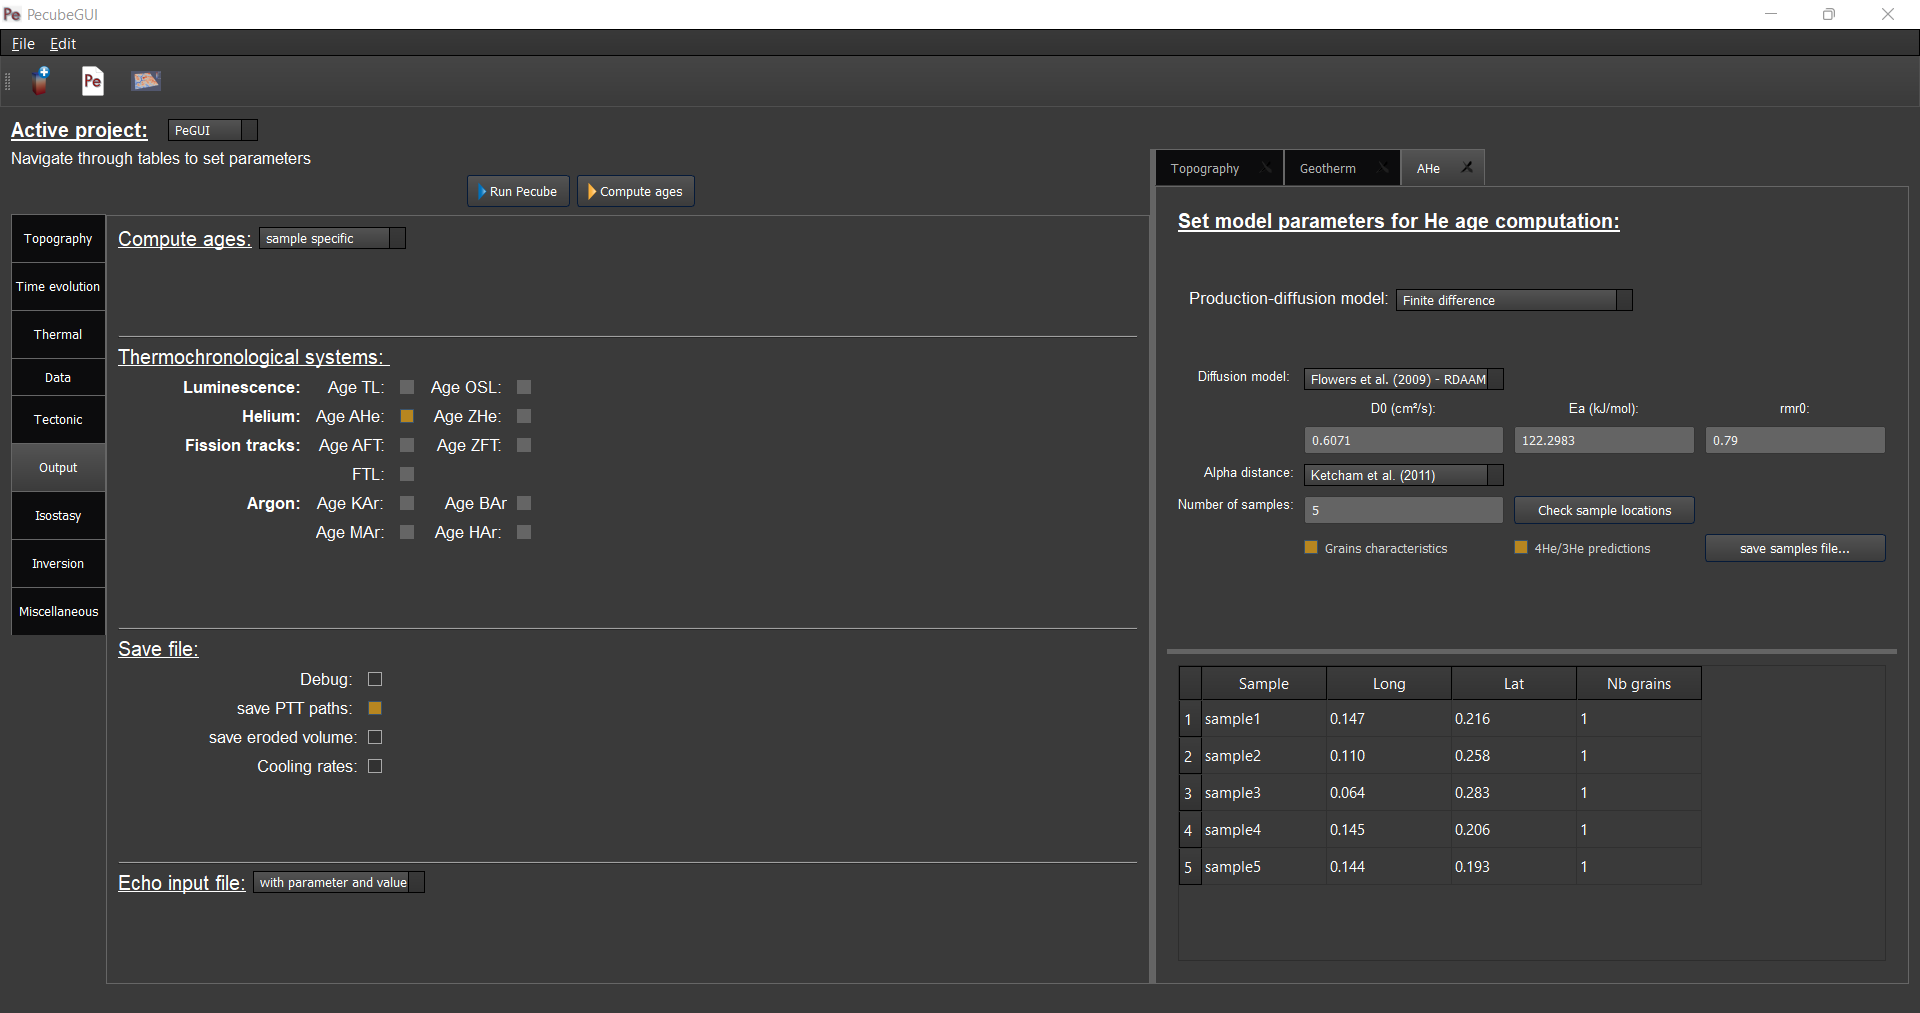 Pe PecubeGUI
File Edit
Pe
Active project: PeGUI
Navigate through tables to set parameters
Run Pecube Compute ages
Topography
Time evolution
Thermal
Data
Tectonic
Output
Isostasy
Inversion
Miscellaneous
Compute ages: sample specific
Thermochronological systems:
Luminescence: Age TL: Age OSL:
Helium: Age AHe: Age ZHe:
Fission tracks: Age AFT: Age ZFT:
FTL:
Argon: Age KAr: Age BAr
Age MAr: Age HAr:
Save file:
Debug:
save PTT paths:
save eroded volume:
Cooling rates:
Echo input file: with parameter and value
Topography X Geotherm X AHe X
Set model parameters for He age computation:
Production-diffusion model: Finite difference
Diffusion model: Flowers et al. (2009) - RDAAM
D0 (cm²/s): Ea (kJ/mol): rmr0:
0.6071 122.2983 0.79
Alpha distance: Ketcham et al. (2011)
Number of samples: 5 Check sample locations
Grains characteristics 4He/3He predictions save samples file...
Sample Long Lat Nb grains
1 sample1 0.147 0.216 1
2 sample2 0.110 0.258 1
3 sample3 0.064 0.283 1
4 sample4 0.145 0.206 1
5 sample5 0.144 0.193 1